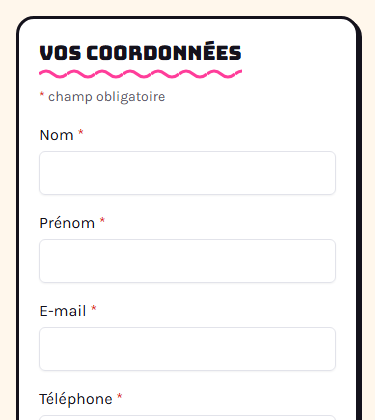 VOS COORDONNÉES
* champ obligatoire
Nom *
Prénom *
E-mail *
Téléphone *